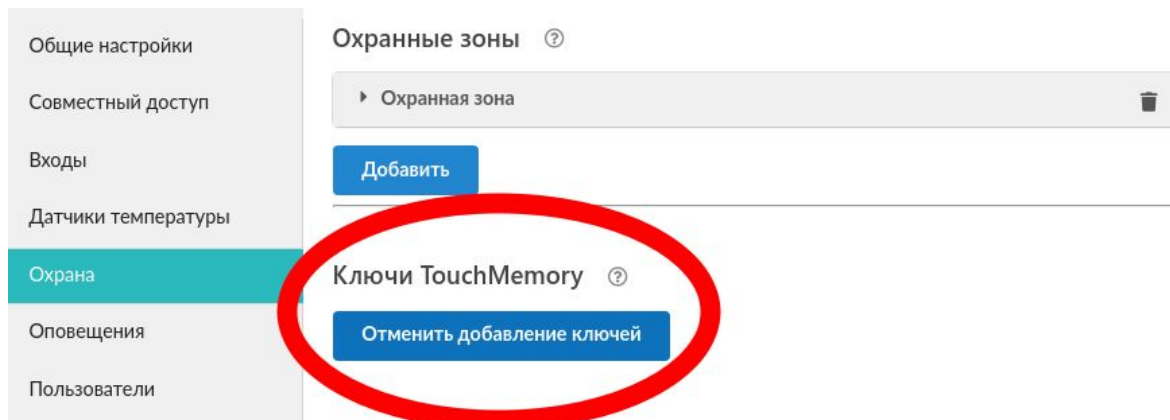 Общие настройки
Совместный доступ
Входы
Датчики температуры
Охрана
Оповещения
Пользователи
Охранные зоны ?
Охранная зона
Добавить
Ключи TouchMemory ?
Отменить добавление ключей